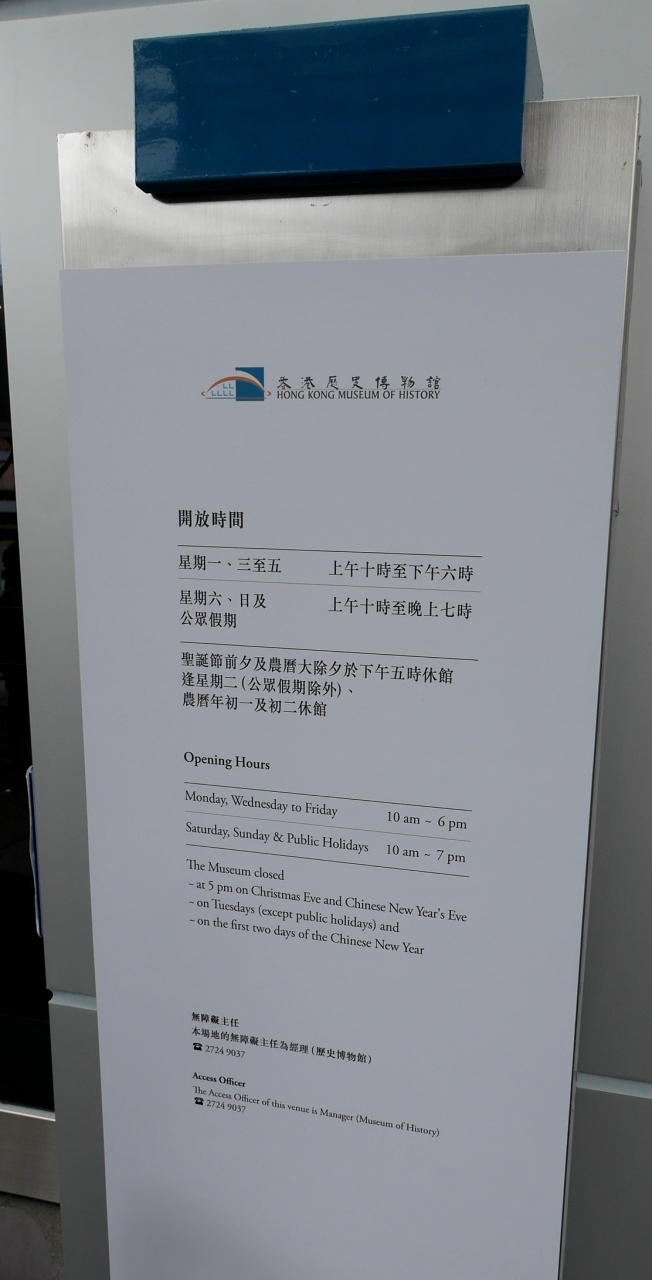 香港歷史博物館
HONG KONG MUSEUM OF HISTORY
開放時間
星期一、三至五 上午十時至下午六時
星期六、日及 上午十時至晚上七時
公眾假期
聖誕節前夕及農曆大除夕於下午五時休館
逢星期二(公眾假期除外)、
農曆年初一及初二休館
Opening Hours
Monday, Wednesday to Friday 10 am ~ 6 pm
Saturday, Sunday & Public Holidays 10 am ~ 7 pm
The Museum closed
~ at 5 pm on Christmas Eve and Chinese New Year's Eve
~ on Tuesdays (except public holidays) and
~ on the first two days of the Chinese New Year
無障礙主任
本場地的無障礙主任為經理(歷史博物館)
☎ 2724 9037
Access Officer
The Access Officer of this venue is Manager (Museum of History)
☎ 2724 9037